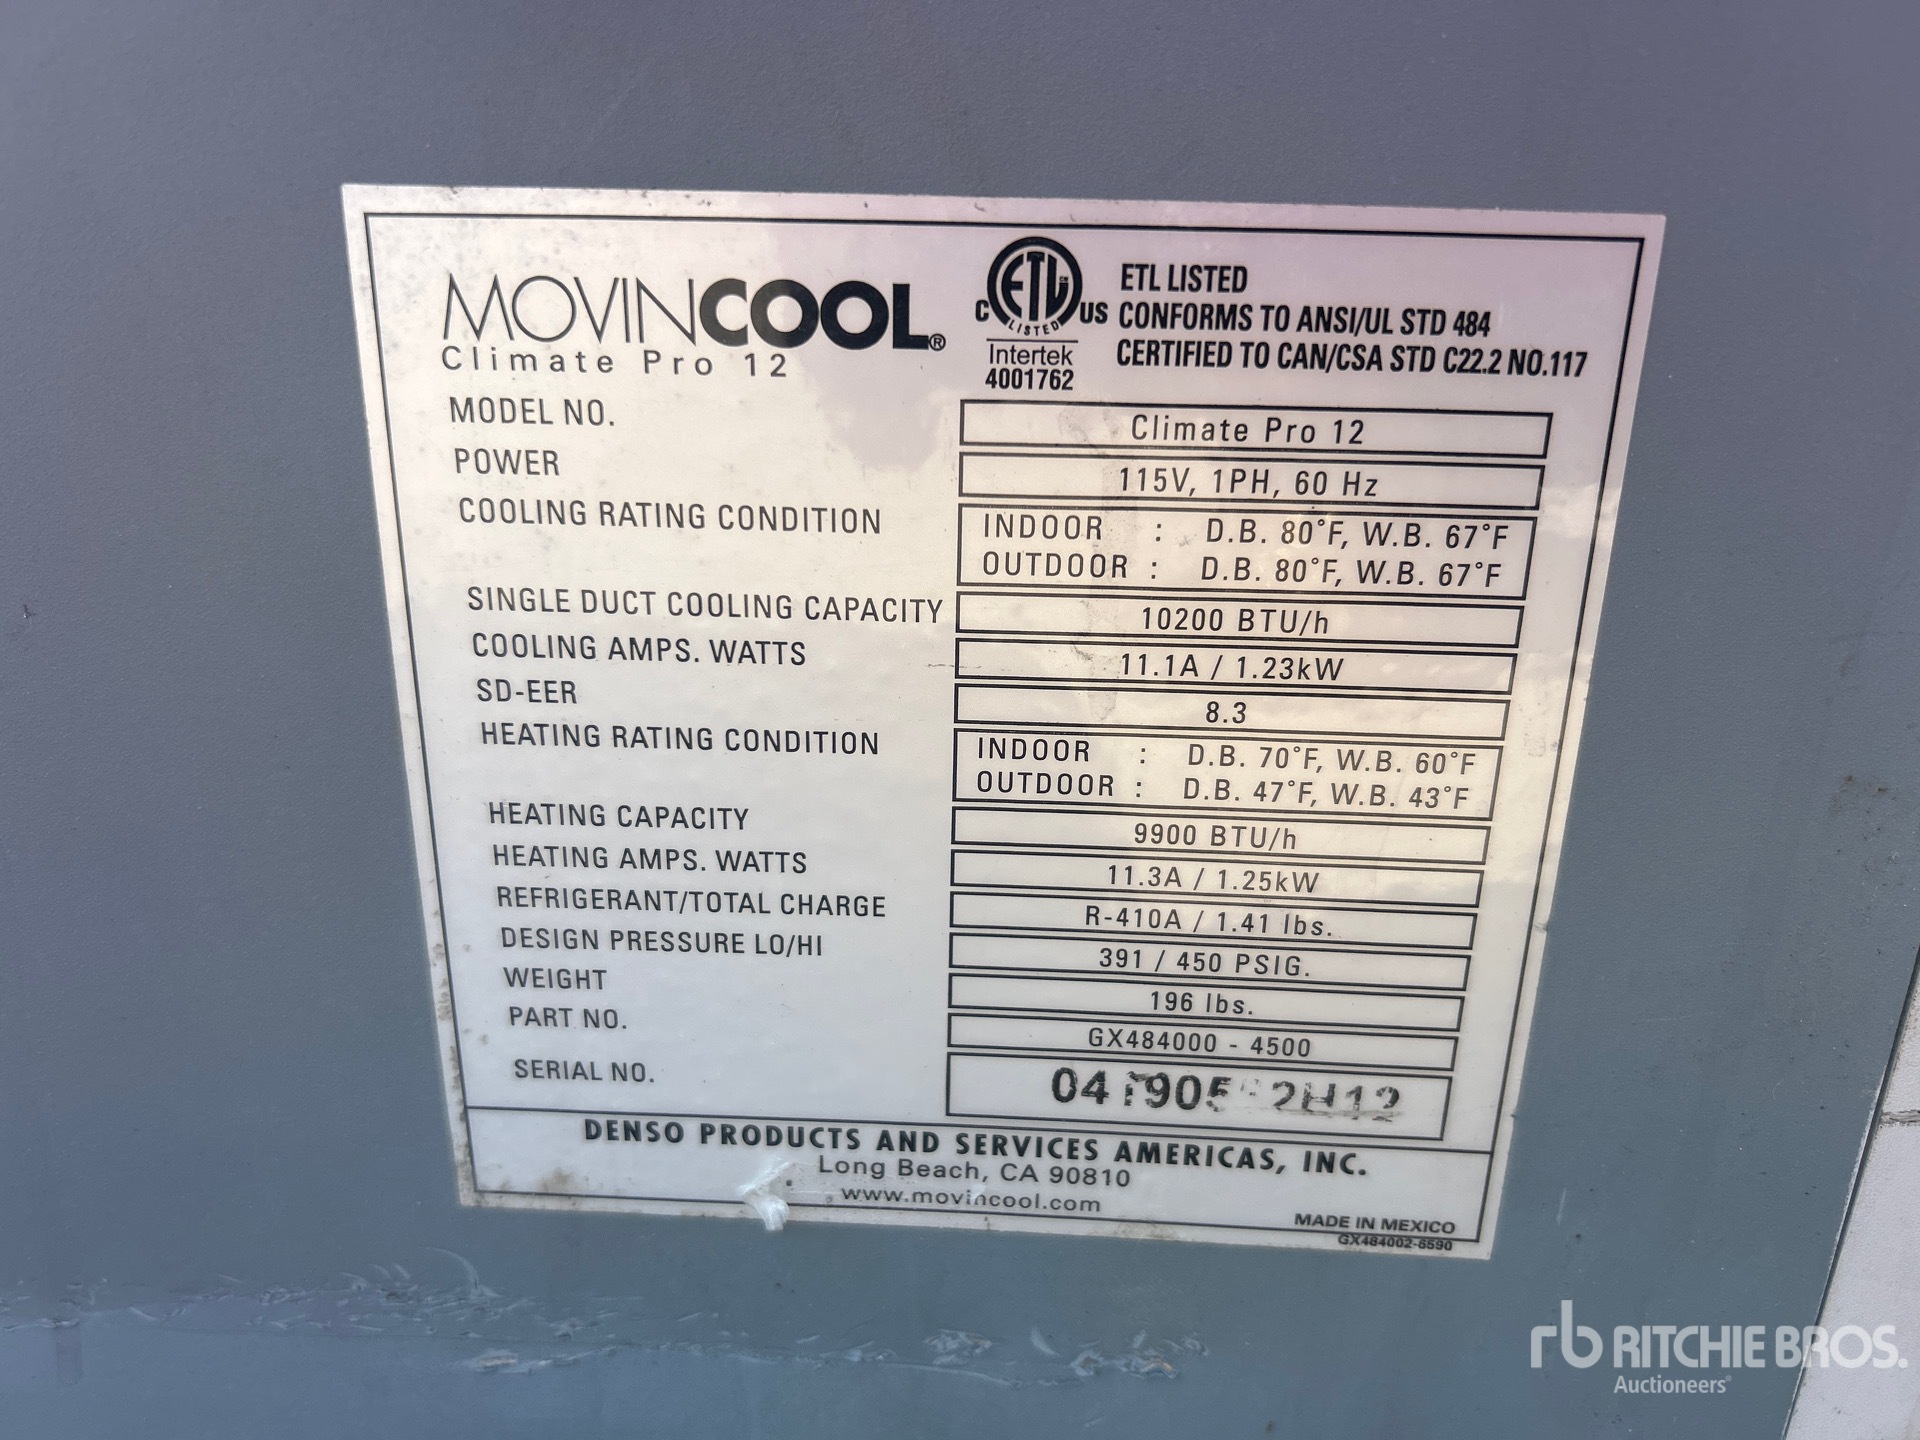 MOVINCOOL®
Climate Pro 12
C ETL CM US LISTED
Intertek
4001762
ETL LISTED
CONFORMS TO ANSI/UL STD 484
CERTIFIED TO CAN/CSA STD C22.2 NO.117
MODEL NO. Climate Pro 12
POWER 115V, 1PH, 60 Hz
COOLING RATING CONDITION INDOOR : D.B. 80°F, W.B. 67°F
OUTDOOR : D.B. 80°F, W.B. 67°F
SINGLE DUCT COOLING CAPACITY 10200 BTU/h
COOLING AMPS. WATTS 11.1A / 1.23kW
SD-EER 8.3
HEATING RATING CONDITION INDOOR : D.B. 70°F, W.B. 60°F
OUTDOOR : D.B. 47°F, W.B. 43°F
HEATING CAPACITY 9900 BTU/h
HEATING AMPS. WATTS 11.3A / 1.25kW
REFRIGERANT/TOTAL CHARGE R-410A / 1.41 lbs.
DESIGN PRESSURE LO/HI 391 / 450 PSIG.
WEIGHT 196 lbs.
PART NO. GX484000 - 4500
SERIAL NO.
DENSO PRODUCTS AND SERVICES AMERICAS, INC.
Long Beach, CA 90810
www.movincool.com
MADE IN MEXICO
GX484002-6590
rb RITCHIE BROS.
Auctioneers